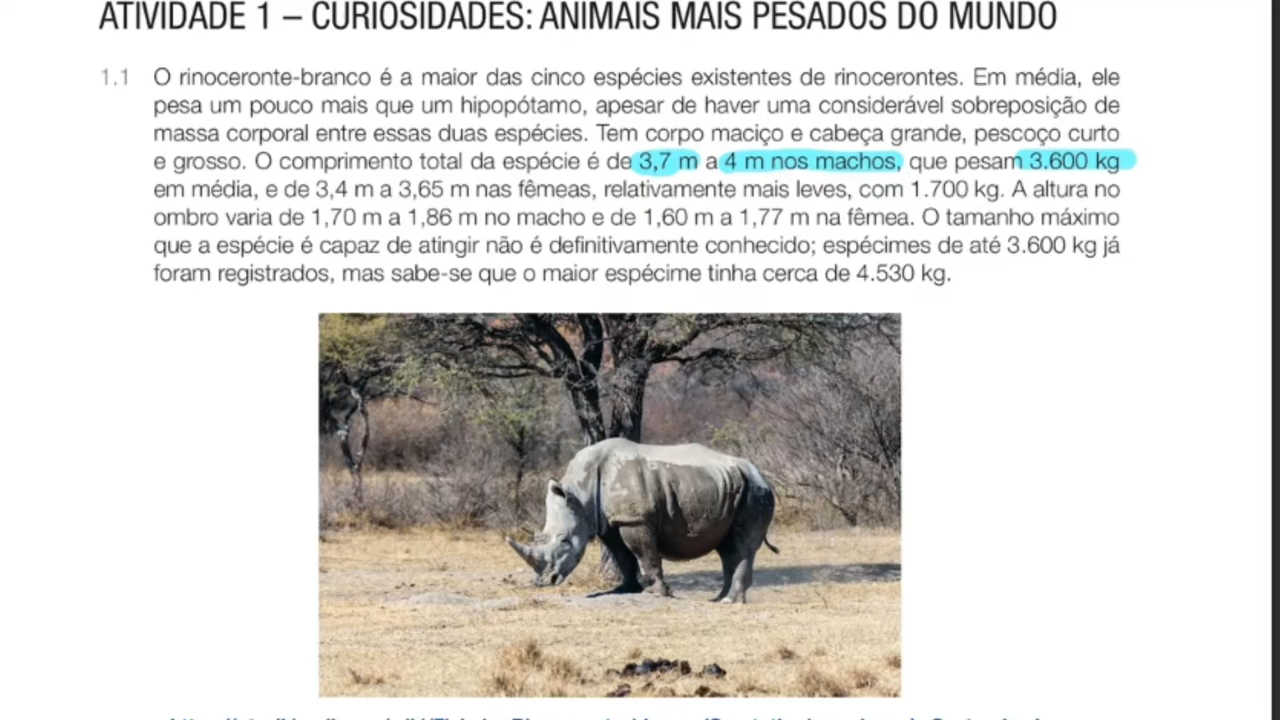 ATIVIDADE 1 – CURIOSIDADES: ANIMAIS MAIS PESADOS DO MUNDO
1.1 O rinoceronte-branco é a maior das cinco espécies existentes de rinocerontes. Em média, ele
pesa um pouco mais que um hipopótamo, apesar de haver uma considerável sobreposição de
massa corporal entre essas duas espécies. Tem corpo maciço e cabeça grande, pescoço curto
e grosso. O comprimento total da espécie é de 3,7 m a 4 m nos machos, que pesam 3.600 kg
em média, e de 3,4 m a 3,65 m nas fêmeas, relativamente mais leves, com 1.700 kg. A altura no
ombro varia de 1,70 m a 1,86 m no macho e de 1,60 m a 1,77 m na fêmea. O tamanho máximo
que a espécie é capaz de atingir não é definitivamente conhecido; espécimes de até 3.600 kg já
foram registrados, mas sabe-se que o maior espécime tinha cerca de 4.530 kg.